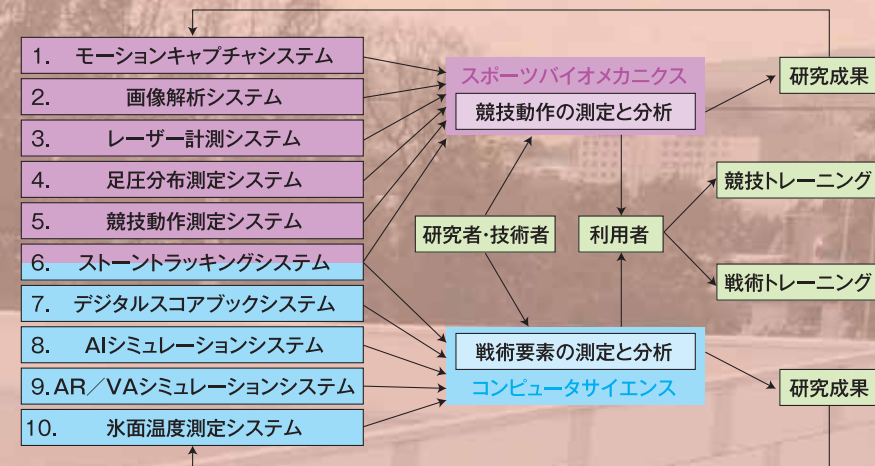 1. モーションキャプチャシステム
2. 画像解析システム
3. レーザー計測システム
4. 足圧分布測定システム
5. 競技動作測定システム
6. ストーントラッキングシステム
7. デジタルスコアブックシステム
8. AIシミュレーションシステム
9. AR／VAシミュレーションシステム
10. 氷面温度測定システム
スポーツバイオメカニクス
競技動作の測定と分析
研究者・技術者
利用者
戦術要素の測定と分析
コンピュータサイエンス
研究成果
競技トレーニング
戦術トレーニング
研究成果